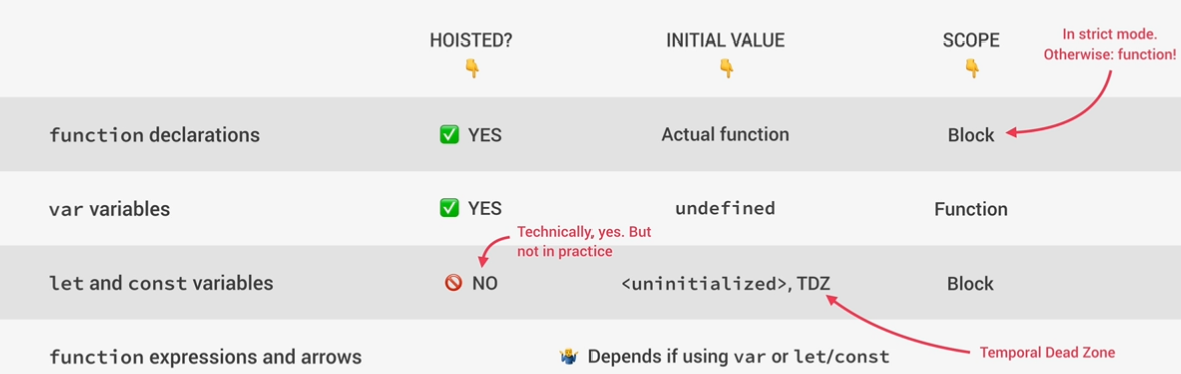 HOISTED? INITIAL VALUE SCOPE
In strict mode.
Otherwise: function!
function declarations YES Actual function Block
var variables YES undefined Function
Technically, yes. But
not in practice
let and const variables NO <uninitialized>, TDZ Block
function expressions and arrows Depends if using var or let/const
Temporal Dead Zone